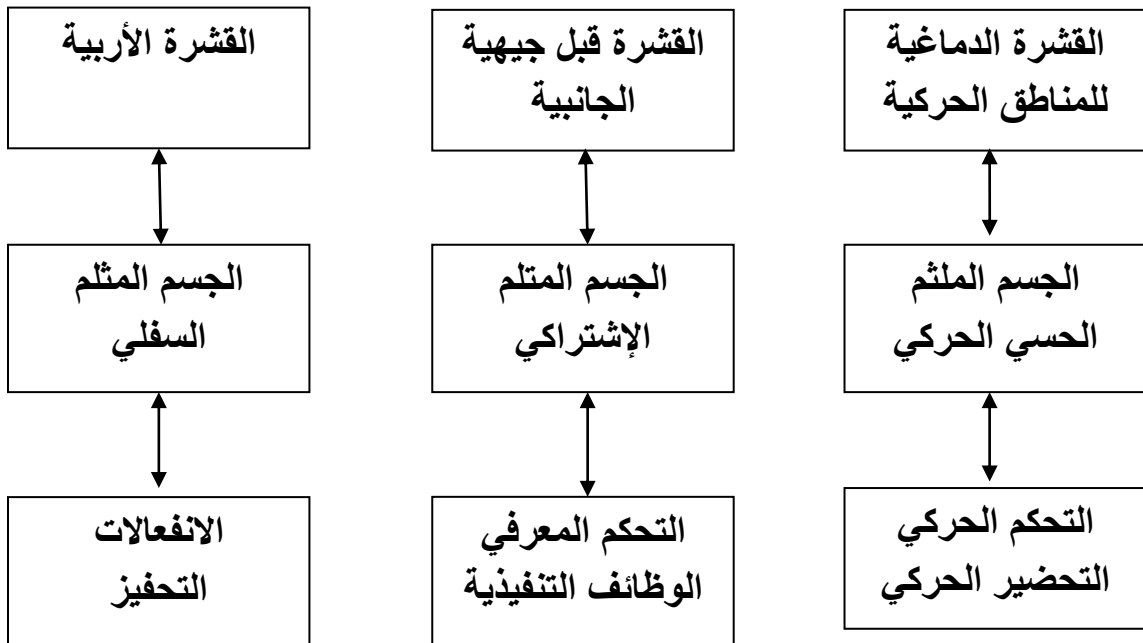 القشرة الدماغية
للمناطق الحركية
القشرة قبل جيهية
الجانبية
القشرة الأربية
الجسم الملثم
الحسي الحركي
الجسم المتلم
الإشتراكي
الجسم المثلم
السفلي
التحكم الحركي
التحضير الحركي
التحكم المعرفي
الوظائف التنفيذية
الانفعالات
التحفيز